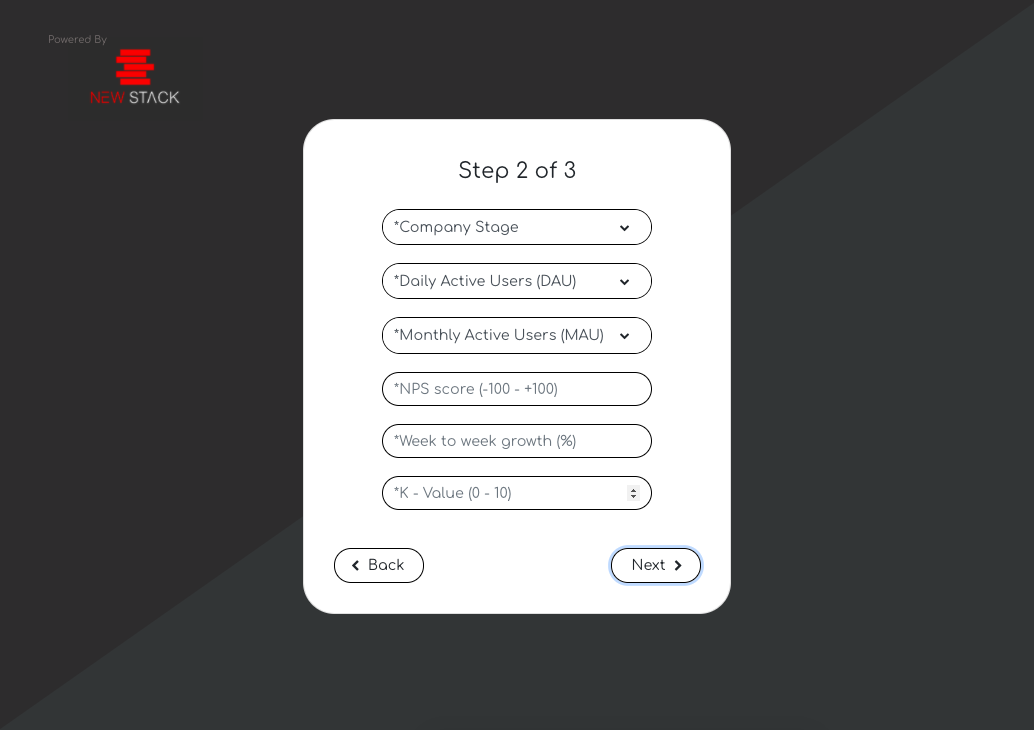 Powered By
NEW STACK
Step 2 of 3
*Company Stage
*Daily Active Users (DAU)
*Monthly Active Users (MAU)
*NPS score (-100 - +100)
*Week to week growth (%)
*K - Value (0 - 10)
Back
Next